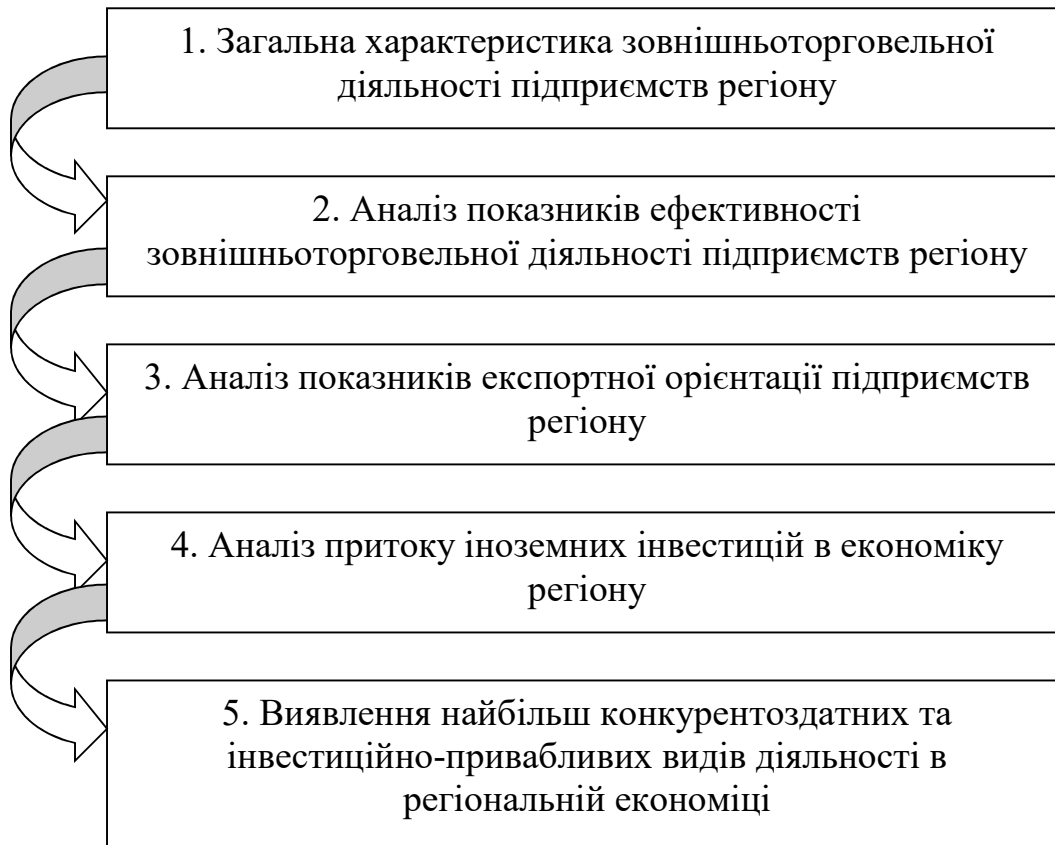 1. Загальна характеристика зовнішньоторговельної
діяльності підприємств регіону
2. Аналіз показників ефективності
зовнішньоторговельної діяльності підприємств регіону
3. Аналіз показників експортної орієнтації підприємств
регіону
4. Аналіз притоку іноземних інвестицій в економіку
регіону
5. Виявлення найбільш конкурентоздатних та
інвестиційно-привабливих видів діяльності в
регіональній економіці